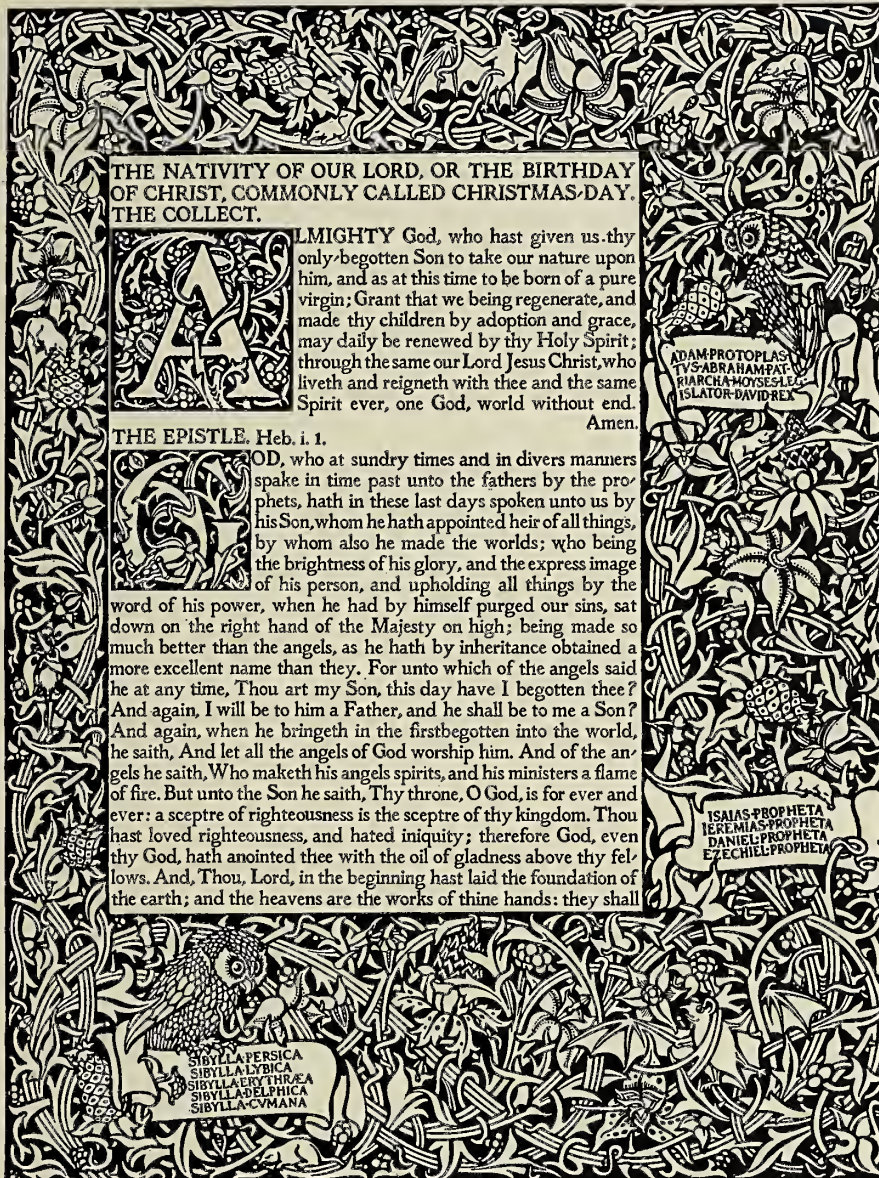 THE NATIVITY OF OUR LORD, OR THE BIRTHDAY
OF CHRIST, COMMONLY CALLED CHRISTMAS-DAY.
THE COLLECT.
ALMIGHTY God, who hast given us thy
only-begotten Son to take our nature upon
him, and as at this time to be born of a pure
virgin; Grant that we being regenerate, and
made thy children by adoption and grace,
may daily be renewed by thy Holy Spirit;
through the same our Lord Jesus Christ, who
liveth and reigneth with thee and the same
Spirit ever, one God, world without end.
Amen.
THE EPISTLE. Heb. i. 1.
GOD, who at sundry times and in divers manners
spake in time past unto the fathers by the pro-
phets, hath in these last days spoken unto us by
his Son, whom he hath appointed heir of all things,
by whom also he made the worlds; who being
the brightness of his glory, and the express image
of his person, and upholding all things by the
word of his power, when he had by himself purged our sins, sat
down on the right hand of the Majesty on high; being made so
much better than the angels, as he hath by inheritance obtained a
more excellent name than they. For unto which of the angels said
he at any time, Thou art my Son, this day have I begotten thee?
And again, I will be to him a Father, and he shall be to me a Son?
And again, when he bringeth in the firstbegotten into the world,
he saith, And let all the angels of God worship him. And of the an-
gels he saith, Who maketh his angels spirits, and his ministers a flame
of fire. But unto the Son he saith, Thy throne, O God, is for ever and
ever: a sceptre of righteousness is the sceptre of thy kingdom. Thou
hast loved righteousness, and hated iniquity; therefore God, even
thy God, hath anointed thee with the oil of gladness above thy fel-
lows. And, Thou, Lord, in the beginning hast laid the foundation of
the earth; and the heavens are the works of thine hands: they shall
ADAM·PROTOPLAS-
TVS·ABRAHAM·PAT-
RIARCHA·MOYSES·LEG-
ISLATOR·DAVID·REX
ISAIAS·PROPHETA
IEREMIAS·PROPHETA
DANIEL·PROPHETA
EZECHIEL·PROPHETA
SIBYLLA·PERSICA
SIBYLLA·LYBICA
SIBYLLA·ERYTHRÆA
SIBYLLA·DELPHICA
SIBYLLA·CVMANA